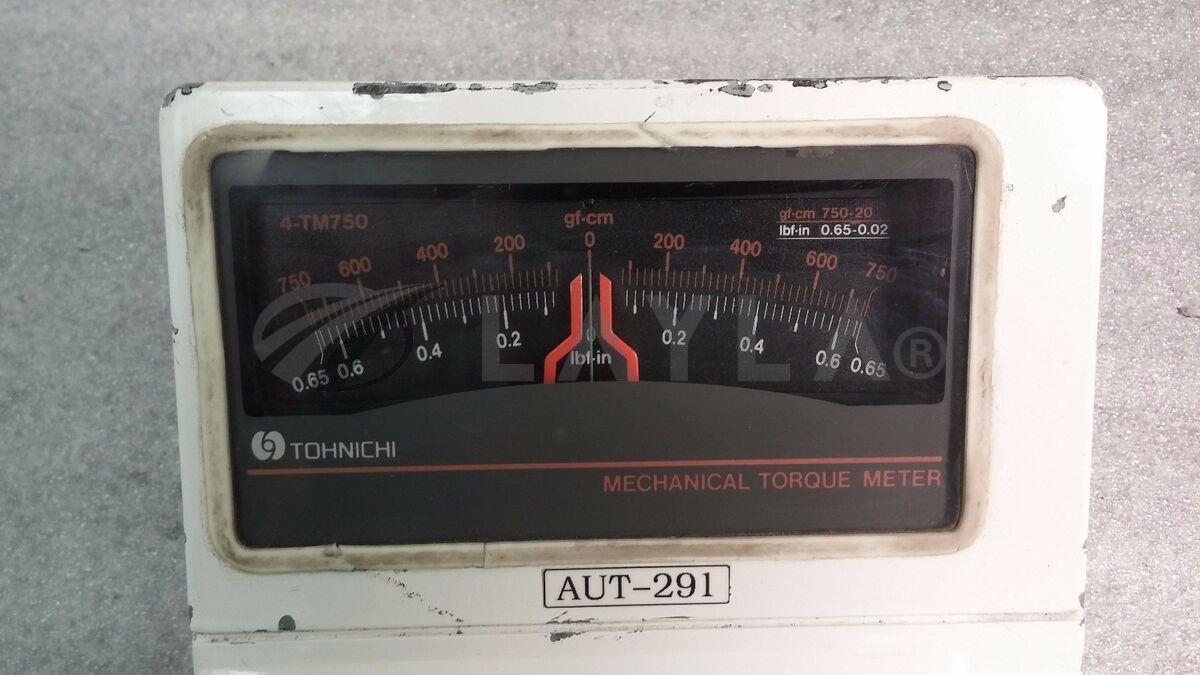 4-TM750
gf·cm
gf·cm 750-20
lbf·in 0.65-0.02
750 600 400 200 0 200 400 600 750
0.65 0.6 0.4 0.2 0 0.2 0.4 0.6 0.65
lbf·in
LAYLA®
TOHNICHI
MECHANICAL TORQUE METER
AUT-291